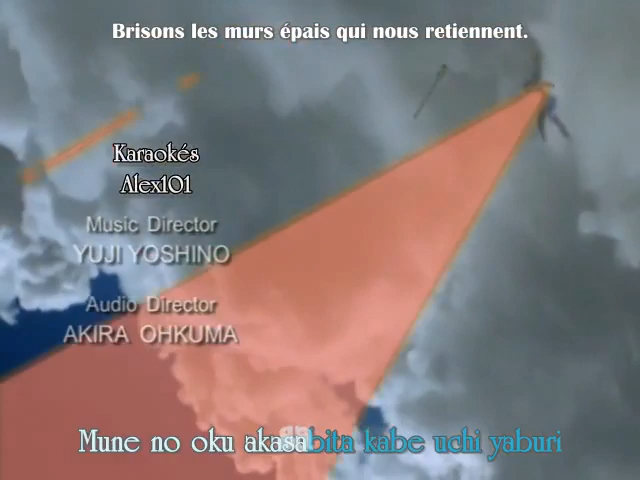 Brisons les murs épais qui nous retiennent.
Karaokés
Alex101
Music Director
YUJI YOSHINO
Audio Director
AKIRA OHKUMA
Mune no oku akasabita kabe uchi yaburi